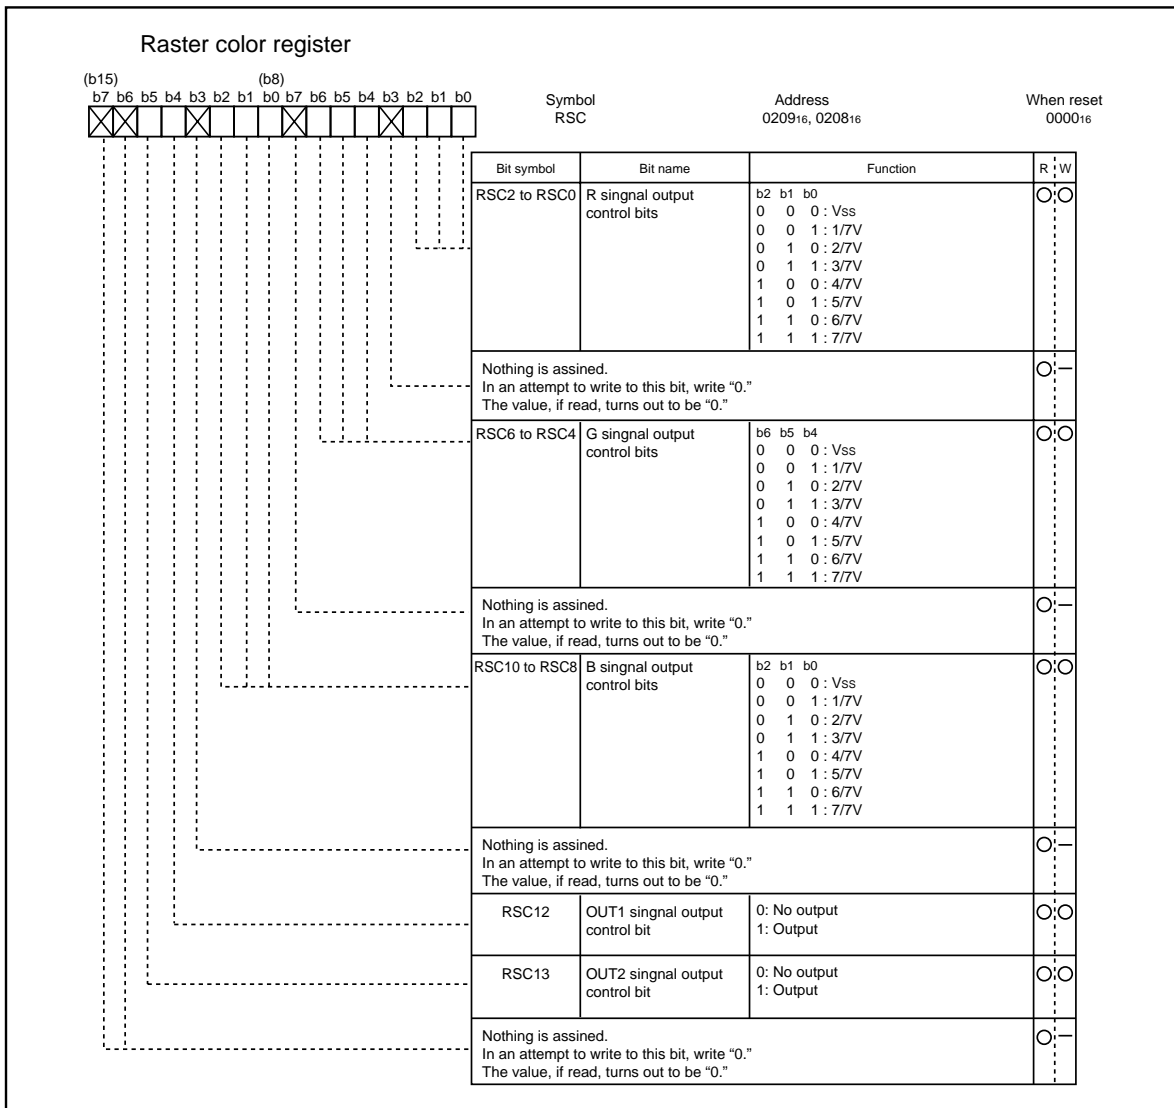 Raster color register
(b15) (b8)
b7 b6 b5 b4 b3 b2 b1 b0 b7 b6 b5 b4 b3 b2 b1 b0
Symbol Address When reset
RSC 020916, 020816 000016
Bit symbol Bit name Function R W
RSC2 to RSC0 R singnal output b2 b1 b0
control bits 0 0 0 : VSS
0 0 1 : 1/7V
0 1 0 : 2/7V
0 1 1 : 3/7V
1 0 0 : 4/7V
1 0 1 : 5/7V
1 1 0 : 6/7V
1 1 1 : 7/7V
Nothing is assined.
In an attempt to write to this bit, write “0.”
The value, if read, turns out to be “0.”
RSC6 to RSC4 G singnal output b6 b5 b4
control bits 0 0 0 : VSS
0 0 1 : 1/7V
0 1 0 : 2/7V
0 1 1 : 3/7V
1 0 0 : 4/7V
1 0 1 : 5/7V
1 1 0 : 6/7V
1 1 1 : 7/7V
Nothing is assined.
In an attempt to write to this bit, write “0.”
The value, if read, turns out to be “0.”
RSC10 to RSC8 B singnal output b2 b1 b0
control bits 0 0 0 : VSS
0 0 1 : 1/7V
0 1 0 : 2/7V
0 1 1 : 3/7V
1 0 0 : 4/7V
1 0 1 : 5/7V
1 1 0 : 6/7V
1 1 1 : 7/7V
Nothing is assined.
In an attempt to write to this bit, write “0.”
The value, if read, turns out to be “0.”
RSC12 OUT1 singnal output 0: No output
control bit 1: Output
RSC13 OUT2 singnal output 0: No output
control bit 1: Output
Nothing is assined.
In an attempt to write to this bit, write “0.”
The value, if read, turns out to be “0.”